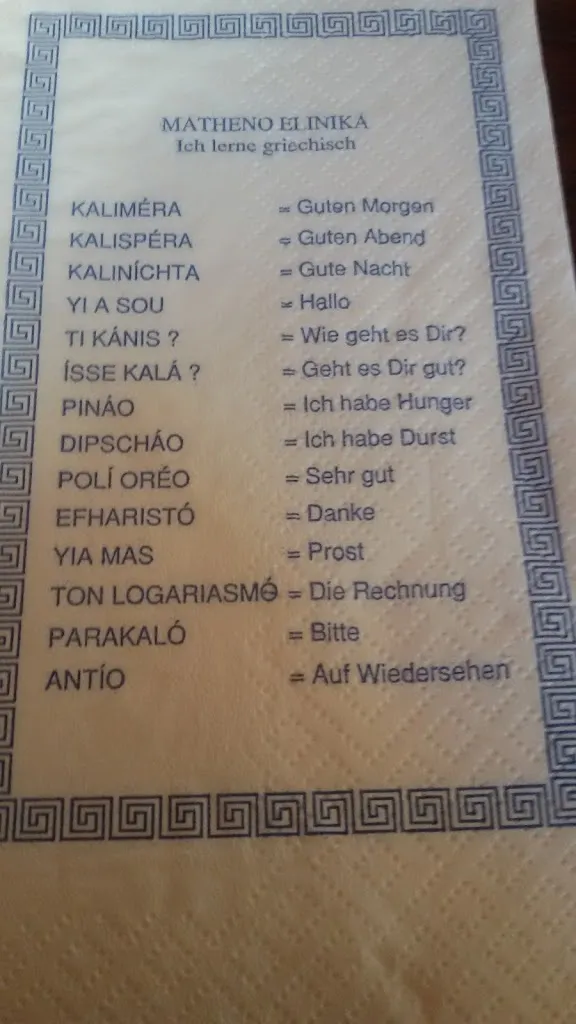 MATHENO ELINIKA
Ich lerne griechisch
KALIMÉRA = Guten Morgen
KALISPÉRA = Guten Abend
KALINÍCHTA = Gute Nacht
YI A SOU = Hallo
TI KÁNIS ? = Wie geht es Dir?
ÍSSE KALÁ ? = Geht es Dir gut?
PINÁO = Ich habe Hunger
DIPSCHÁO = Ich habe Durst
POLÍ ORÉO = Sehr gut
EFHARISTÓ = Danke
YIA MAS = Prost
TON LOGARIASMÓ = Die Rechnung
PARAKALÓ = Bitte
ANTÍO = Auf Wiedersehen